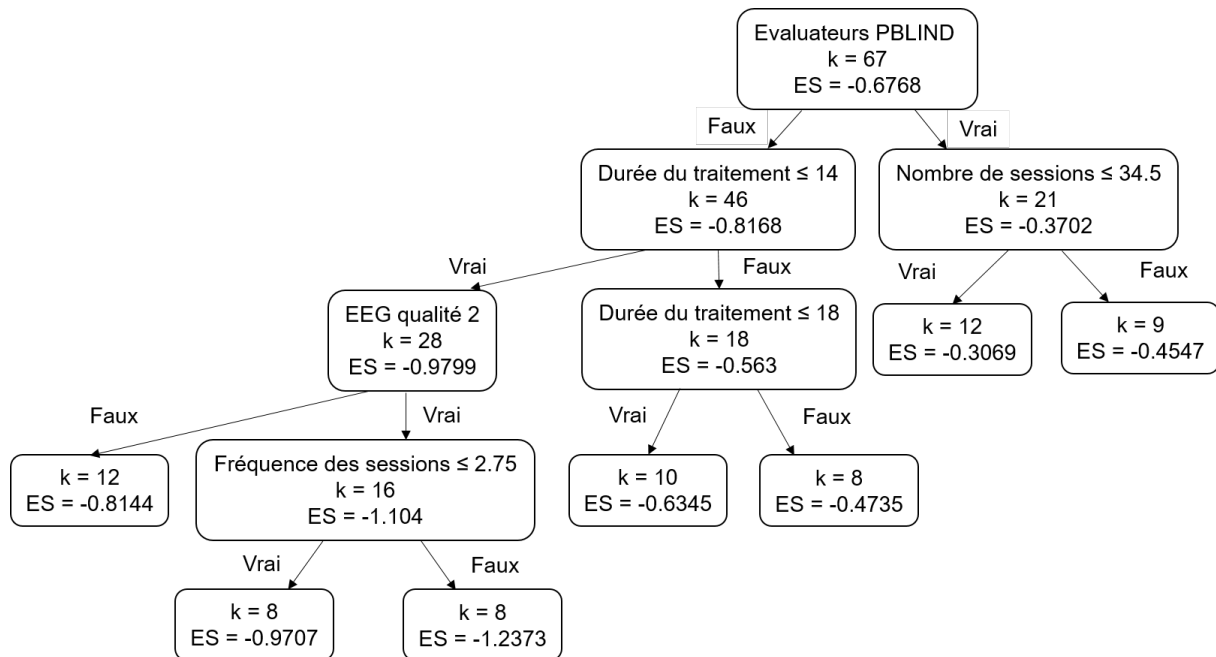 Evaluateurs PBLIND
k = 67
ES = -0.6768
Faux
Vrai
Durée du traitement ≤ 14
k = 46
ES = -0.8168
Nombre de sessions ≤ 34.5
k = 21
ES = -0.3702
Vrai
Faux
Vrai
Faux
EEG qualité 2
k = 28
ES = -0.9799
Durée du traitement ≤ 18
k = 18
ES = -0.563
k = 12
ES = -0.3069
k = 9
ES = -0.4547
Faux
Vrai
Vrai
Faux
k = 12
ES = -0.8144
Fréquence des sessions ≤ 2.75
k = 16
ES = -1.104
k = 10
ES = -0.6345
k = 8
ES = -0.4735
Vrai
Faux
k = 8
ES = -0.9707
k = 8
ES = -1.2373